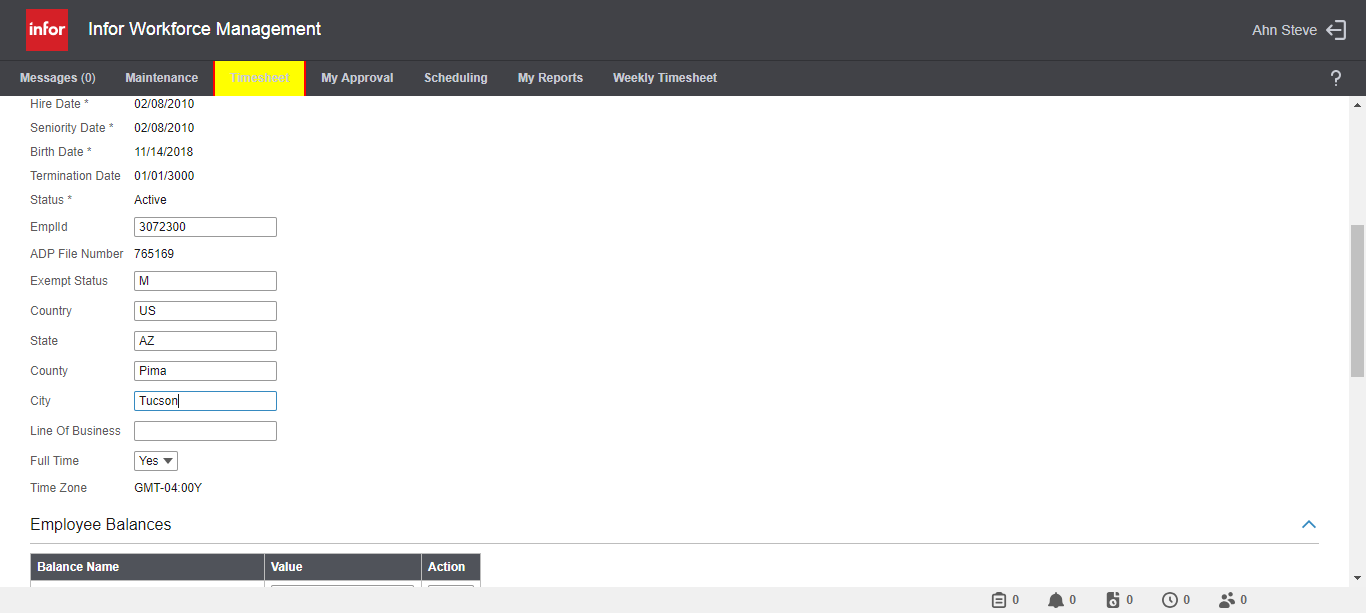 infor Infor Workforce Management Ahn Steve
Messages (0) Maintenance Timesheet My Approval Scheduling My Reports Weekly Timesheet ?
Hire Date * 02/08/2010
Seniority Date * 02/08/2010
Birth Date * 11/14/2018
Termination Date 01/01/3000
Status * Active
EmplId 3072300
ADP File Number 765169
Exempt Status M
Country US
State AZ
County Pima
City Tucson
Line Of Business
Full Time Yes
Time Zone GMT-04:00Y
Employee Balances
Balance Name Value Action
0 0 0 0 0